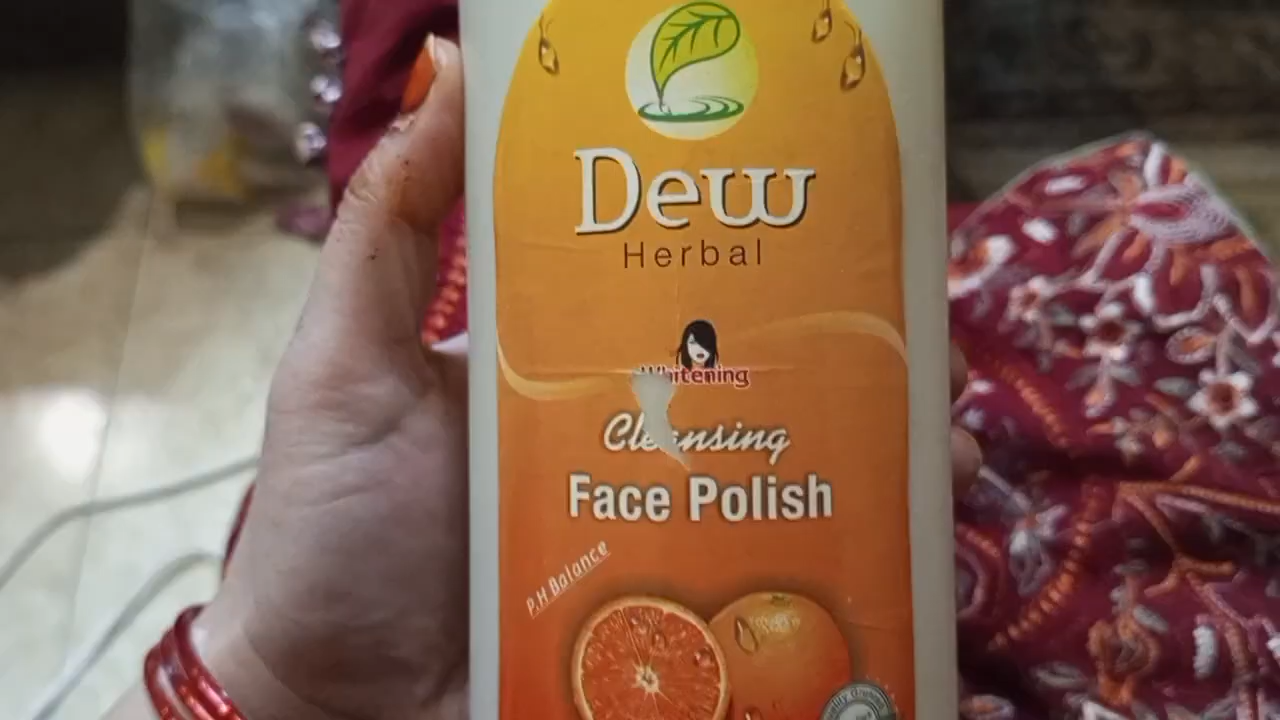 Dew
Herbal
Whitening
Cleansing
Face Polish
P.H Balance